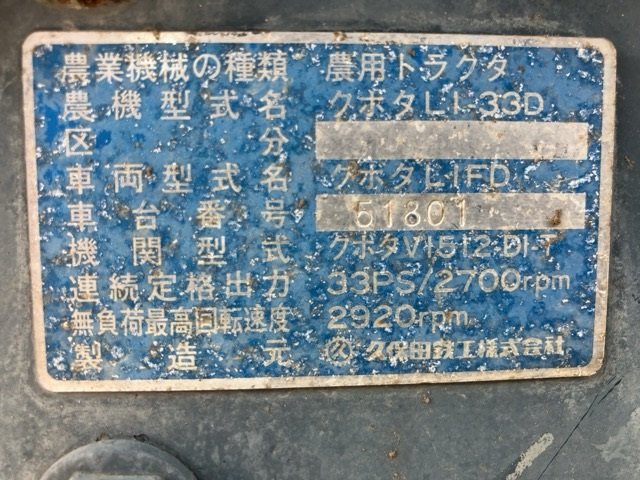 農業機械の種類 農用トラクタ
農機型式名 クボタL1-33D
区分
車両型式名 クボタL1FD
車台番号 51801
機関型式 クボタV1512-DI-T
連続定格出力 33PS/2700rpm
無負荷最高回転速度 2920rpm
製造元 久保田鉄工株式会社